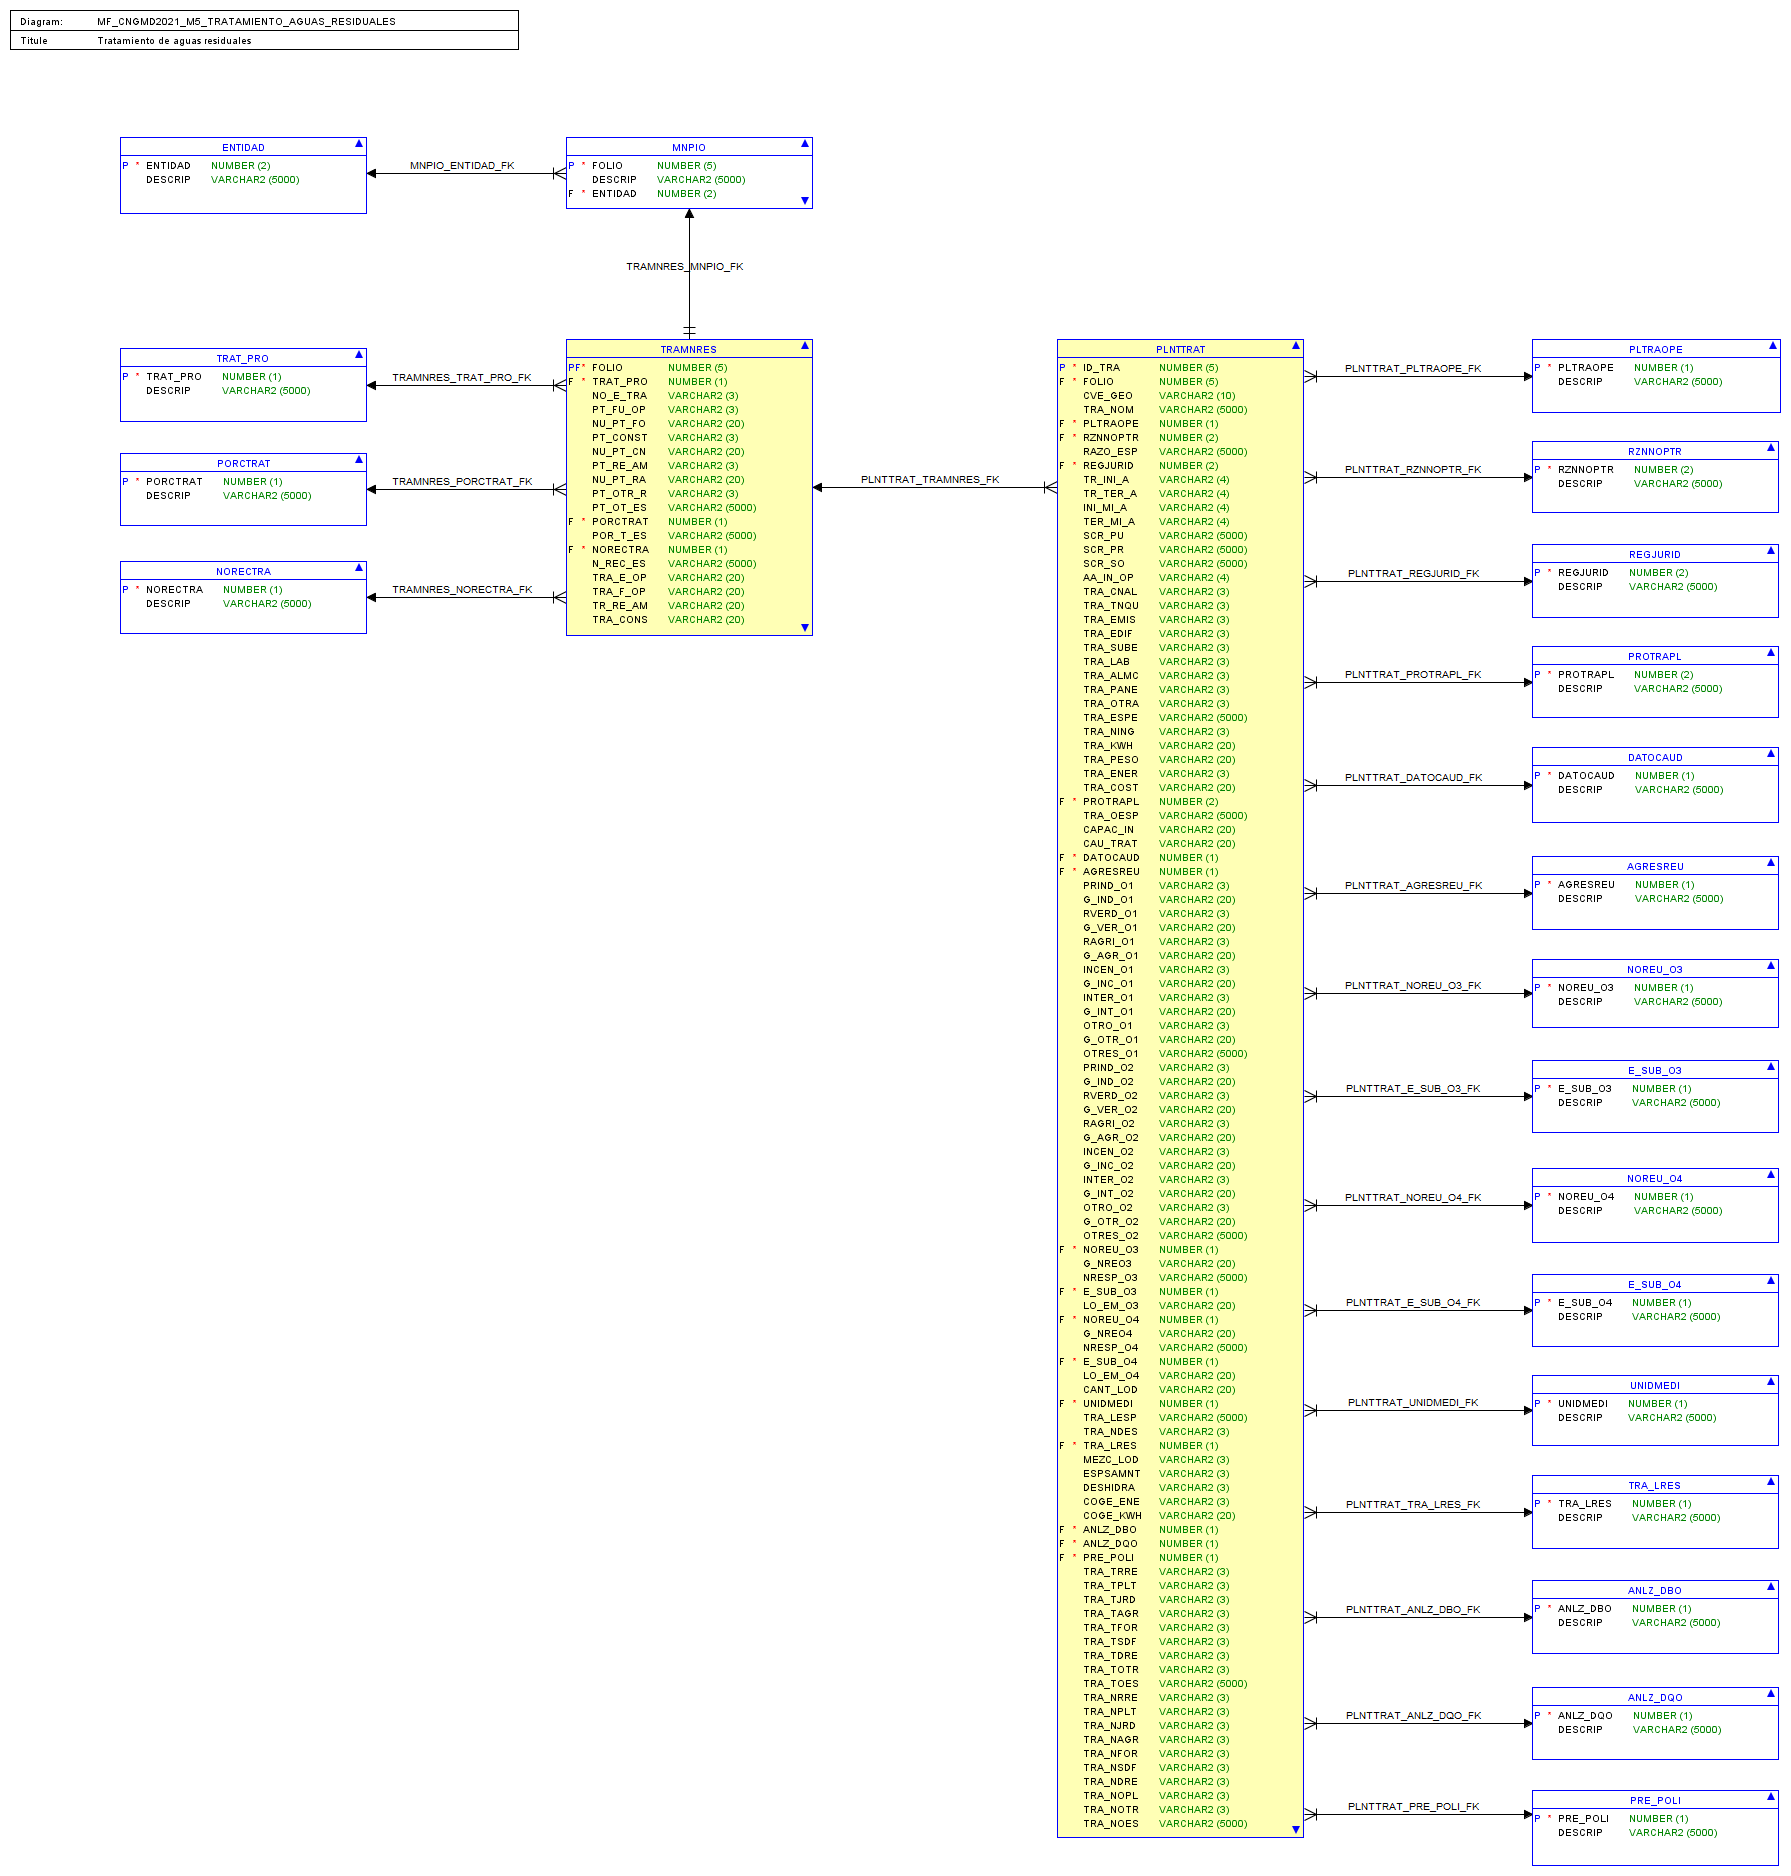 Diagram: MF_CNGMD2021_M5_TRATAMIENTO_AGUAS_RESIDUALES
Titule Tratamiento de aguas residuales
ENTIDAD
P * ENTIDAD NUMBER (2)
DESCRIP VARCHAR2 (5000)
MNPIO_ENTIDAD_FK
MNPIO
P * FOLIO NUMBER (5)
DESCRIP VARCHAR2 (5000)
F * ENTIDAD NUMBER (2)
TRAMNRES_MNPIO_FK
TRAT_PRO
P * TRAT_PRO NUMBER (1)
DESCRIP VARCHAR2 (5000)
TRAMNRES_TRAT_PRO_FK
PORCTRAT
P * PORCTRAT NUMBER (1)
DESCRIP VARCHAR2 (5000)
TRAMNRES_PORCTRAT_FK
NORECTRA
P * NORECTRA NUMBER (1)
DESCRIP VARCHAR2 (5000)
TRAMNRES_NORECTRA_FK
TRAMNRES
PF* FOLIO NUMBER (5)
F * TRAT_PRO NUMBER (1)
NO_E_TRA VARCHAR2 (3)
PT_FU_OP VARCHAR2 (3)
NU_PT_FO VARCHAR2 (20)
PT_CONST VARCHAR2 (3)
NU_PT_CN VARCHAR2 (20)
PT_RE_AM VARCHAR2 (3)
NU_PT_RA VARCHAR2 (20)
PT_OTR_R VARCHAR2 (3)
PT_OT_ES VARCHAR2 (5000)
F * PORCTRAT NUMBER (1)
POR_T_ES VARCHAR2 (5000)
F * NORECTRA NUMBER (1)
N_REC_ES VARCHAR2 (5000)
TRA_E_OP VARCHAR2 (20)
TRA_F_OP VARCHAR2 (20)
TR_RE_AM VARCHAR2 (20)
TRA_CONS VARCHAR2 (20)
PLNTTRAT_TRAMNRES_FK
PLNTTRAT
P * ID_TRA NUMBER (5)
F * FOLIO NUMBER (5)
CVE_GEO VARCHAR2 (10)
TRA_NOM VARCHAR2 (5000)
F * PLTRAOPE NUMBER (1)
F * RZNNOPTR NUMBER (2)
RAZO_ESP VARCHAR2 (5000)
F * REGJURID NUMBER (2)
TR_INI_A VARCHAR2 (4)
TR_TER_A VARCHAR2 (4)
INI_MI_A VARCHAR2 (4)
TER_MI_A VARCHAR2 (4)
SCR_PU VARCHAR2 (5000)
SCR_PR VARCHAR2 (5000)
SCR_SO VARCHAR2 (5000)
AA_IN_OP VARCHAR2 (4)
TRA_CNAL VARCHAR2 (3)
TRA_TNQU VARCHAR2 (3)
TRA_EMIS VARCHAR2 (3)
TRA_EDIF VARCHAR2 (3)
TRA_SUBE VARCHAR2 (3)
TRA_LAB VARCHAR2 (3)
TRA_ALMC VARCHAR2 (3)
TRA_PANE VARCHAR2 (3)
TRA_OTRA VARCHAR2 (3)
TRA_ESPE VARCHAR2 (5000)
TRA_NING VARCHAR2 (3)
TRA_KWH VARCHAR2 (20)
TRA_PESO VARCHAR2 (20)
TRA_ENER VARCHAR2 (3)
TRA_COST VARCHAR2 (20)
F * PROTRAPL NUMBER (2)
TRA_OESP VARCHAR2 (5000)
CAPAC_IN VARCHAR2 (20)
CAU_TRAT VARCHAR2 (20)
F * DATOCAUD NUMBER (1)
F * AGRESREU NUMBER (1)
PRIND_O1 VARCHAR2 (3)
G_IND_O1 VARCHAR2 (20)
RVERD_O1 VARCHAR2 (3)
G_VER_O1 VARCHAR2 (20)
RAGRI_O1 VARCHAR2 (3)
G_AGR_O1 VARCHAR2 (20)
INCEN_O1 VARCHAR2 (3)
G_INC_O1 VARCHAR2 (20)
INTER_O1 VARCHAR2 (3)
G_INT_O1 VARCHAR2 (20)
OTRO_O1 VARCHAR2 (3)
G_OTR_O1 VARCHAR2 (20)
OTRES_O1 VARCHAR2 (5000)
PRIND_O2 VARCHAR2 (3)
G_IND_O2 VARCHAR2 (20)
RVERD_O2 VARCHAR2 (3)
G_VER_O2 VARCHAR2 (20)
RAGRI_O2 VARCHAR2 (3)
G_AGR_O2 VARCHAR2 (20)
INCEN_O2 VARCHAR2 (3)
G_INC_O2 VARCHAR2 (20)
INTER_O2 VARCHAR2 (3)
G_INT_O2 VARCHAR2 (20)
OTRO_O2 VARCHAR2 (3)
G_OTR_O2 VARCHAR2 (20)
OTRES_O2 VARCHAR2 (5000)
F * NOREU_O3 NUMBER (1)
G_NREO3 VARCHAR2 (20)
NRESP_O3 VARCHAR2 (5000)
F * E_SUB_O3 NUMBER (1)
LO_EM_O3 VARCHAR2 (20)
F * NOREU_O4 NUMBER (1)
G_NREO4 VARCHAR2 (20)
NRESP_O4 VARCHAR2 (5000)
F * E_SUB_O4 NUMBER (1)
LO_EM_O4 VARCHAR2 (20)
CANT_LOD VARCHAR2 (20)
F * UNIDMEDI NUMBER (1)
TRA_LESP VARCHAR2 (5000)
TRA_NDES VARCHAR2 (3)
F * TRA_LRES NUMBER (1)
MEZC_LOD VARCHAR2 (3)
ESPSAMNT VARCHAR2 (3)
DESHIDRA VARCHAR2 (3)
COGE_ENE VARCHAR2 (3)
COGE_KWH VARCHAR2 (20)
F * ANLZ_DBO NUMBER (1)
F * ANLZ_DQO NUMBER (1)
F * PRE_POLI NUMBER (1)
TRA_TRRE VARCHAR2 (3)
TRA_TPLT VARCHAR2 (3)
TRA_TJRD VARCHAR2 (3)
TRA_TAGR VARCHAR2 (3)
TRA_TFOR VARCHAR2 (3)
TRA_TSDF VARCHAR2 (3)
TRA_TDRE VARCHAR2 (3)
TRA_TOTR VARCHAR2 (3)
TRA_TOES VARCHAR2 (5000)
TRA_NRRE VARCHAR2 (3)
TRA_NPLT VARCHAR2 (3)
TRA_NJRD VARCHAR2 (3)
TRA_NAGR VARCHAR2 (3)
TRA_NFOR VARCHAR2 (3)
TRA_NSDF VARCHAR2 (3)
TRA_NDRE VARCHAR2 (3)
TRA_NOPL VARCHAR2 (3)
TRA_NOTR VARCHAR2 (3)
TRA_NOES VARCHAR2 (5000)
PLNTTRAT_PLTRAOPE_FK
PLTRAOPE
P * PLTRAOPE NUMBER (1)
DESCRIP VARCHAR2 (5000)
PLNTTRAT_RZNNOPTR_FK
RZNNOPTR
P * RZNNOPTR NUMBER (2)
DESCRIP VARCHAR2 (5000)
PLNTTRAT_REGJURID_FK
REGJURID
P * REGJURID NUMBER (2)
DESCRIP VARCHAR2 (5000)
PLNTTRAT_PROTRAPL_FK
PROTRAPL
P * PROTRAPL NUMBER (2)
DESCRIP VARCHAR2 (5000)
PLNTTRAT_DATOCAUD_FK
DATOCAUD
P * DATOCAUD NUMBER (1)
DESCRIP VARCHAR2 (5000)
PLNTTRAT_AGRESREU_FK
AGRESREU
P * AGRESREU NUMBER (1)
DESCRIP VARCHAR2 (5000)
PLNTTRAT_NOREU_O3_FK
NOREU_O3
P * NOREU_O3 NUMBER (1)
DESCRIP VARCHAR2 (5000)
PLNTTRAT_E_SUB_O3_FK
E_SUB_O3
P * E_SUB_O3 NUMBER (1)
DESCRIP VARCHAR2 (5000)
PLNTTRAT_NOREU_O4_FK
NOREU_O4
P * NOREU_O4 NUMBER (1)
DESCRIP VARCHAR2 (5000)
PLNTTRAT_E_SUB_O4_FK
E_SUB_O4
P * E_SUB_O4 NUMBER (1)
DESCRIP VARCHAR2 (5000)
PLNTTRAT_UNIDMEDI_FK
UNIDMEDI
P * UNIDMEDI NUMBER (1)
DESCRIP VARCHAR2 (5000)
PLNTTRAT_TRA_LRES_FK
TRA_LRES
P * TRA_LRES NUMBER (1)
DESCRIP VARCHAR2 (5000)
PLNTTRAT_ANLZ_DBO_FK
ANLZ_DBO
P * ANLZ_DBO NUMBER (1)
DESCRIP VARCHAR2 (5000)
PLNTTRAT_ANLZ_DQO_FK
ANLZ_DQO
P * ANLZ_DQO NUMBER (1)
DESCRIP VARCHAR2 (5000)
PLNTTRAT_PRE_POLI_FK
PRE_POLI
P * PRE_POLI NUMBER (1)
DESCRIP VARCHAR2 (5000)